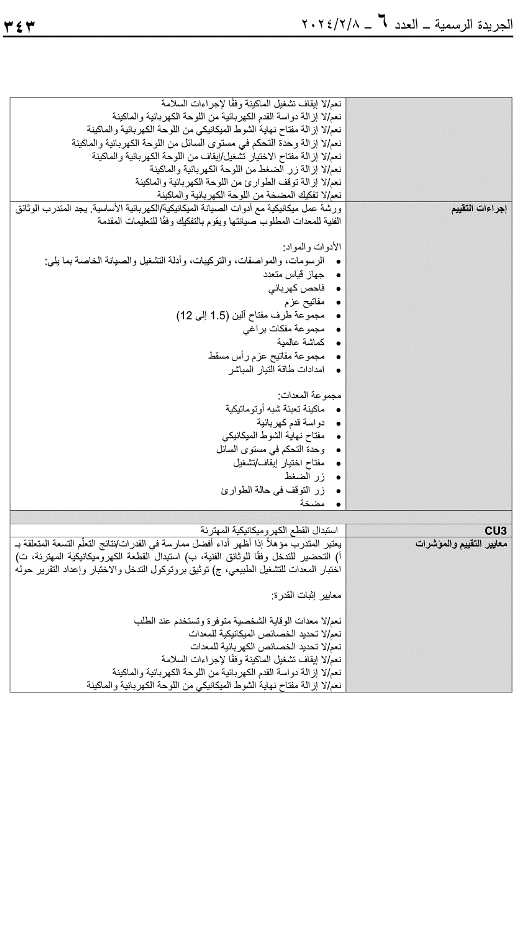 الجريدة الرسمية – العدد ٦ – ٢٠٢٤/٢/٨
٣٤٣
نعم/لا إيقاف تشغيل الماكينة وفقًا لإجراءات السلامة
نعم/لا إزالة دواسة القدم الكهربائية من اللوحة الكهربائية والماكينة
نعم/لا إزالة مفتاح نهاية الشوط الميكانيكي من اللوحة الكهربائية والماكينة
نعم/لا إزالة وحدة التحكم في مستوى السائل من اللوحة الكهربائية والماكينة
نعم/لا إزالة مفتاح الاختبار تشغيل/إيقاف من اللوحة الكهربائية والماكينة
نعم/لا إزالة زر الضغط من اللوحة الكهربائية والماكينة
نعم/لا إزالة توقف الطوارئ من اللوحة الكهربائية والماكينة
نعم/لا تفكيك المضخة من اللوحة الكهربائية والماكينة
إجراءات التقييم
ورشة عمل ميكانيكية مع أدوات الصيانة الميكانيكية/الكهربائية الأساسية. يجد المتدرب الوثائق
الفنية للمعدات المطلوب صيانتها ويقوم بالتفكيك وفقًا للتعليمات المقدمة
الأدوات والمواد:
• الرسومات، والمواصفات، والتركيبات، وأدلة التشغيل والصيانة الخاصة بما يلي:
• جهاز قياس متعدد
• فاحص كهربائي
• مفاتيح عزم
• مجموعة طرف مفتاح آلين (1.5 إلى 12)
• مجموعة مفكات براغي
• كماشة عالمية
• مجموعة مفاتيح عزم رأس مسقط
• امدادات طاقة التيار المباشر
مجموعة المعدات:
• ماكينة تعبئة شبه أوتوماتيكية
• دواسة قدم كهربائية
• مفتاح نهاية الشوط الميكانيكي
• وحدة التحكم في مستوى السائل
• مفتاح اختبار إيقاف/تشغيل
• زر الضغط
• زر التوقف في حالة الطوارئ
• مضخة
CU3
استبدال القطع الكهروميكانيكية المهترئة
معايير التقييم والمؤشرات
يعتبر المتدرب مؤهلاً إذا أظهر أداء أفضل ممارسة في القدرات/نتائج التعلّم التسعة المتعلقة بـ
أ) التحضير للتدخل وفقًا للوثائق الفنية، ب) استبدال القطعة الكهروميكانيكية المهترئة، ت)
اختبار المعدات للتشغيل الطبيعي، ج) توثيق بروتوكول التدخل والاختبار وإعداد التقرير حوله
معايير إثبات القدرة:
نعم/لا معدات الوقاية الشخصية متوفرة وتستخدم عند الطلب
نعم/لا تحديد الخصائص الميكانيكية للمعدات
نعم/لا تحديد الخصائص الكهربائية للمعدات
نعم/لا إيقاف تشغيل الماكينة وفقًا لإجراءات السلامة
نعم/لا إزالة دواسة القدم الكهربائية من اللوحة الكهربائية والماكينة
نعم/لا إزالة مفتاح نهاية الشوط الميكانيكي من اللوحة الكهربائية والماكينة